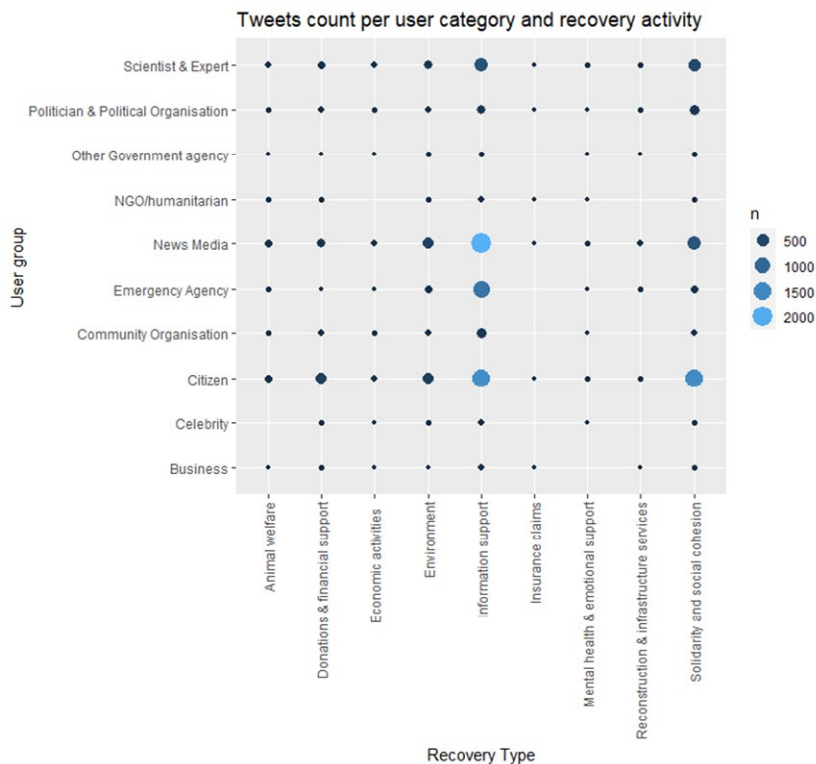 Tweets count per user category and recovery activity
User group
Scientist & Expert
Politician & Political Organisation
Other Government agency
NGO/humanitarian
News Media
Emergency Agency
Community Organisation
Citizen
Celebrity
Business
n
500
1000
1500
2000
Animal welfare
Donations & financial support
Economic activities
Environment
Information support
Insurance claims
Mental health & emotional support
Reconstruction & infrastructure services
Solidarity and social cohesion
Recovery Type